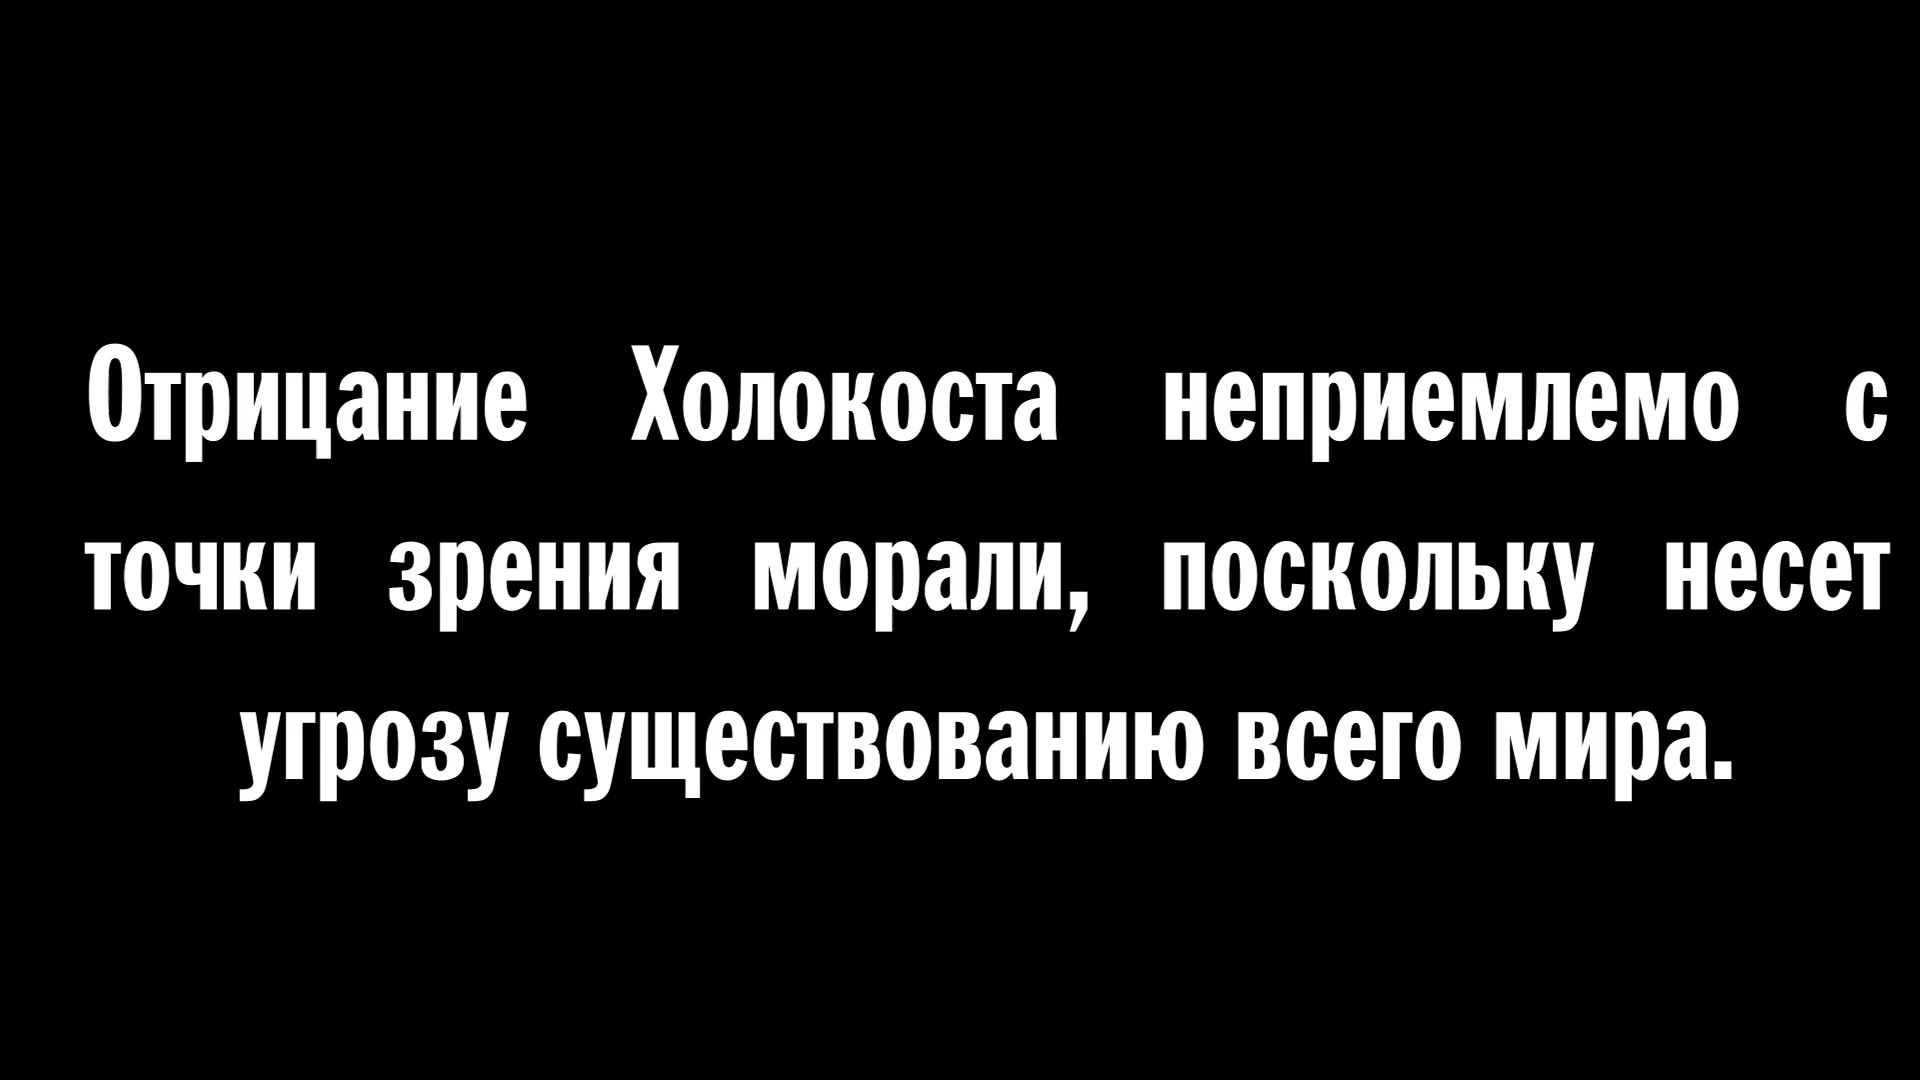 Отрицание Холокоста неприемлемо с
точки зрения морали, поскольку несет
угрозу существованию всего мира.